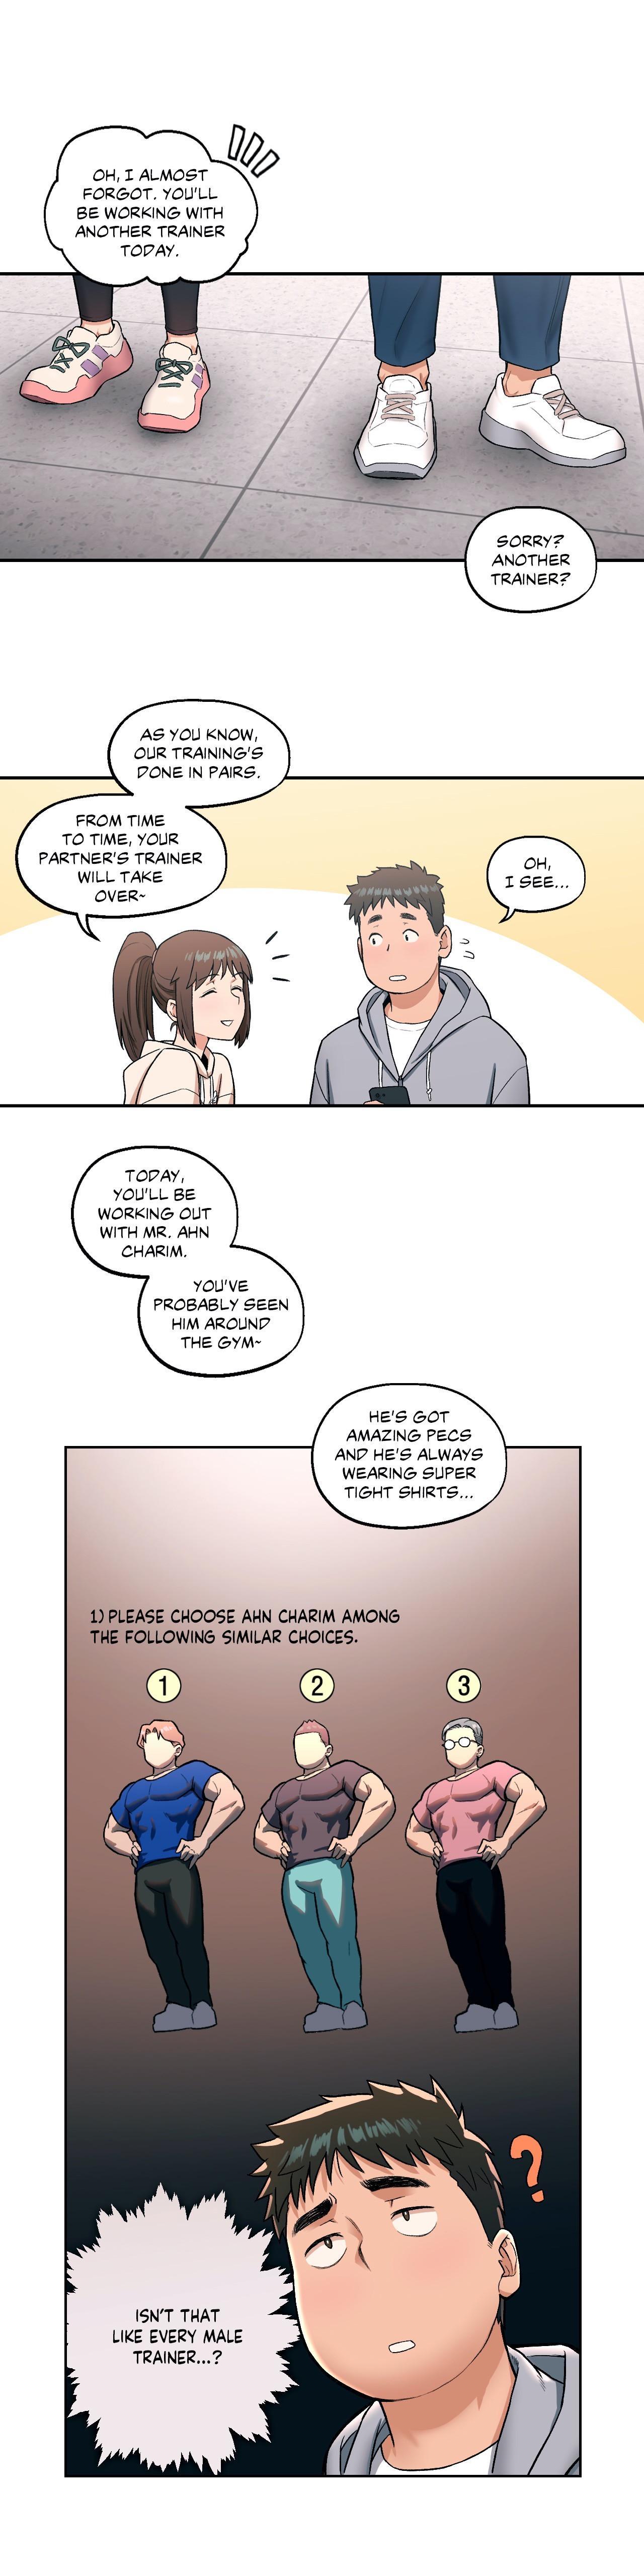 OH, I ALMOST
FORGOT. YOU'LL
BE WORKING WITH
ANOTHER TRAINER
TODAY.
SORRY?
ANOTHER
TRAINER?
AS YOU KNOW,
OUR TRAINING'S
DONE IN PAIRS.
FROM TIME
TO TIME, YOUR
PARTNER'S TRAINER
WILL TAKE
OVER~
OH,
I SEE...
TODAY,
YOU'LL BE
WORKING OUT
WITH MR. AHN
CHARIM.
YOU'VE
PROBABLY SEEN
HIM AROUND
THE GYM~
HE'S GOT
AMAZING PECS
AND HE'S ALWAYS
WEARING SUPER
TIGHT SHIRTS...
1) PLEASE CHOOSE AHN CHARIM AMONG
THE FOLLOWING SIMILAR CHOICES.
1 2 3
?
ISN'T THAT
LIKE EVERY MALE
TRAINER...?